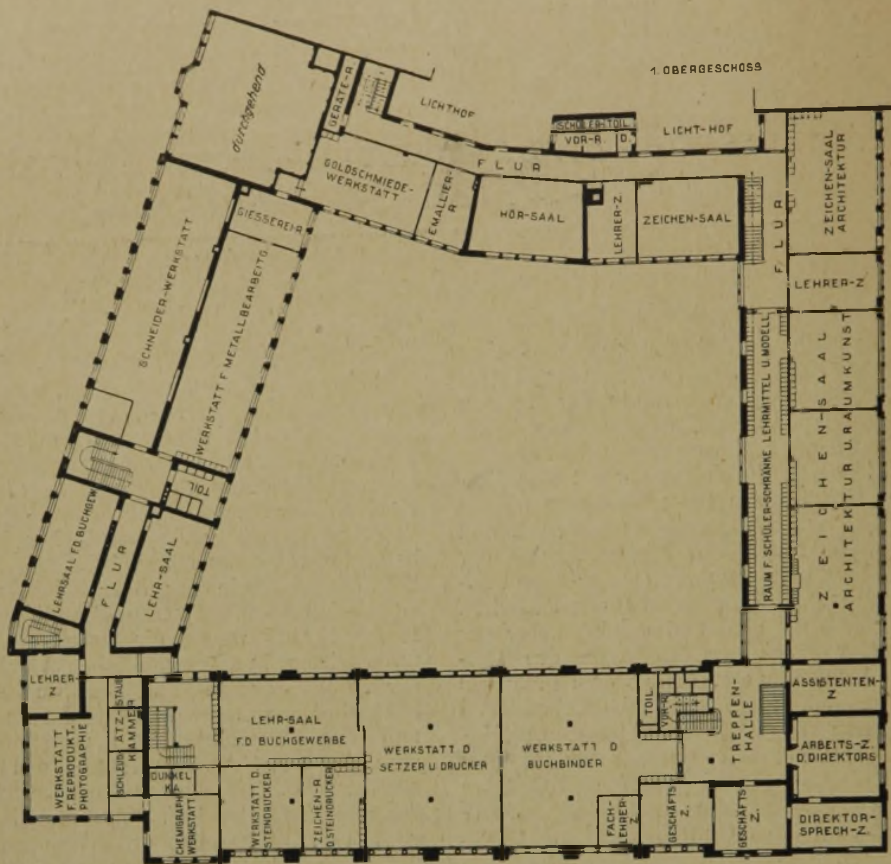 1. OBERGESCHOSS
durchgehend
GERÄTE-R
LICHTHOF
SCHÜLER-TOIL
VOR-R.
D.
LICHT-HOF
FLUR
GOLDSCHMIEDE-
WERKSTATT
EMALLIER-
R
HÖR-SAAL
LEHRER-Z
ZEICHEN-SAAL
FLUR
ZEICHEN-SAAL
ARCHITEKTUR
GIESSEREI-R
SCHNEIDER-WERKSTATT
WERKSTATT F. METALLBEARBEITG.
LEHRER-Z
RAUM F. SCHÜLER-SCHRÄNKE LEHRMITTEL U. MODELL.
ZEICHEN-SAAL
ARCHITEKTUR U. RAUMKUNST
TOIL
LEHRSAAL F.D. BUCHGEW.
FLUR
LEHR-SAAL
LEHRER-
Z
STAUB
ÄTZ-
KAMMER
SCHLEUS
WERKSTATT
F. REPRODUKT.
PHOTOGRAPHIE
DUNKEL
KA.
CHEMIGRAPH
WERKSTATT
LEHR-SAAL
F.D. BUCHGEWERBE
WERKSTATT D.
STEINDRUCKER
ZEICHEN-R
D. STEINDRUCKER
WERKSTATT D
SETZER U. DRUCKER
WERKSTATT D.
BUCHBINDER
FACH-
LEHRER-
Z
TOIL.
VOR-R
TREPPEN-
HALLE
GESCHÄFTS
Z.
GESCHÄFTS
Z.
ASSISTENTEN-
Z
ARBEITS-Z.
D. DIREKTORS
DIREKTOR-
SPRECH-Z.